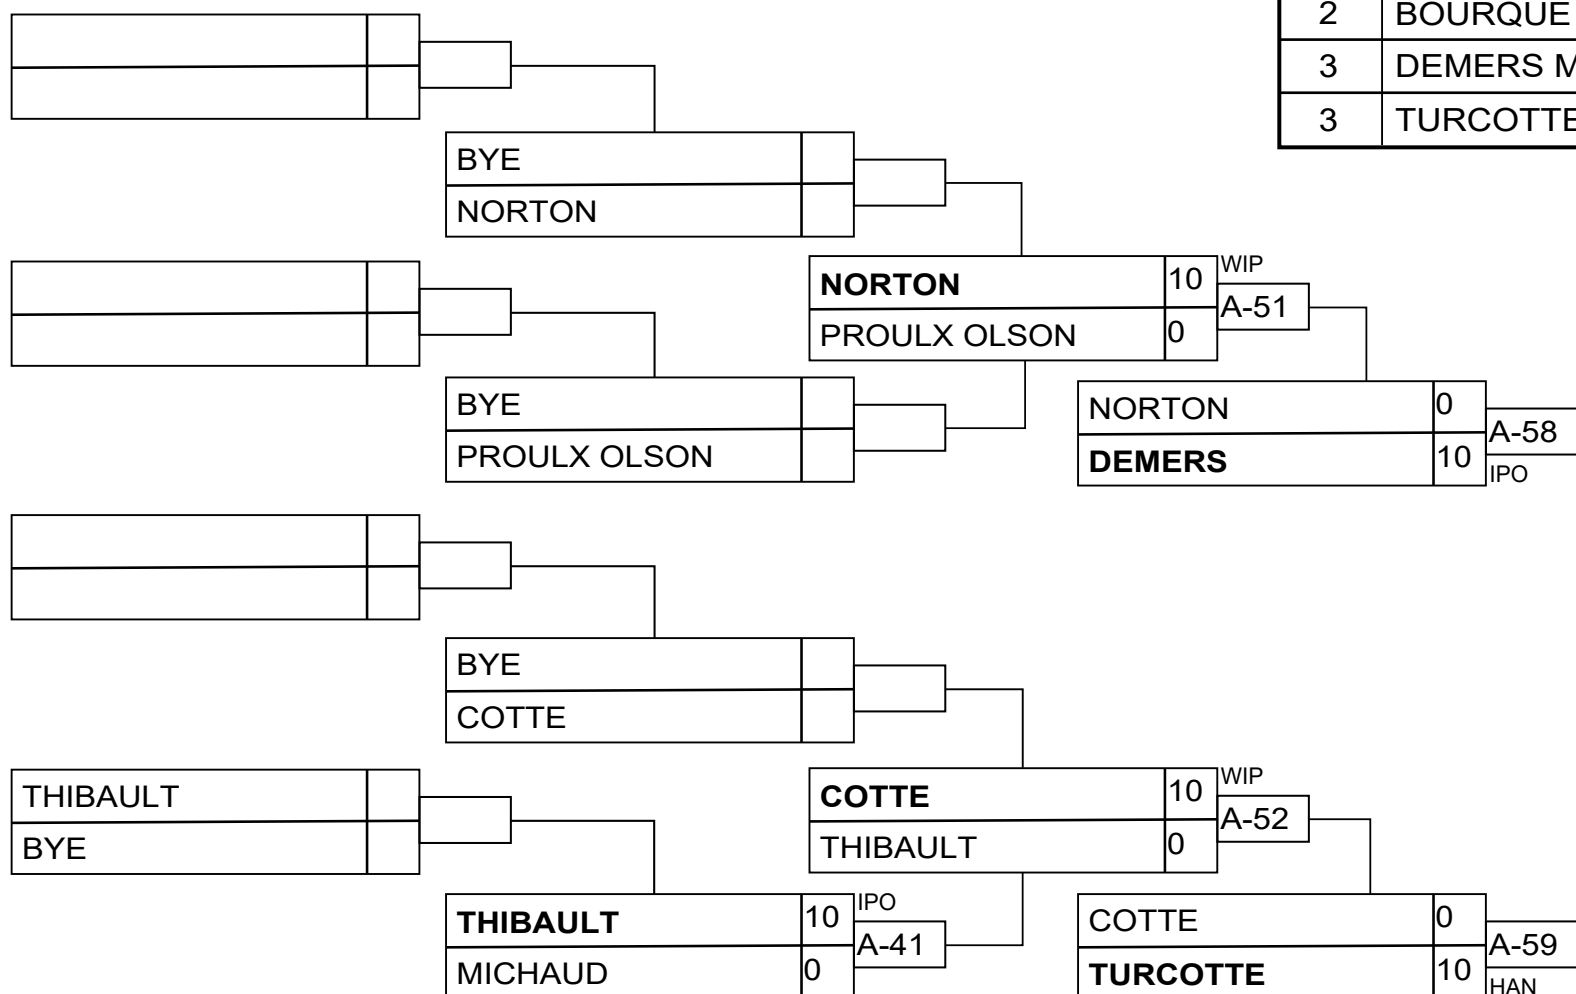 2 BOURQUE
3 DEMERS M
3 TURCOTTE
BYE
NORTON
NORTON 10 WIP
A-51
PROULX OLSON 0
BYE
PROULX OLSON
NORTON 0
A-58
DEMERS 10 IPO
BYE
COTTE
THIBAULT
BYE
COTTE 10 WIP
A-52
THIBAULT 0
THIBAULT 10 IPO
A-41
MICHAUD 0
COTTE 0
A-59
TURCOTTE 10 HAN